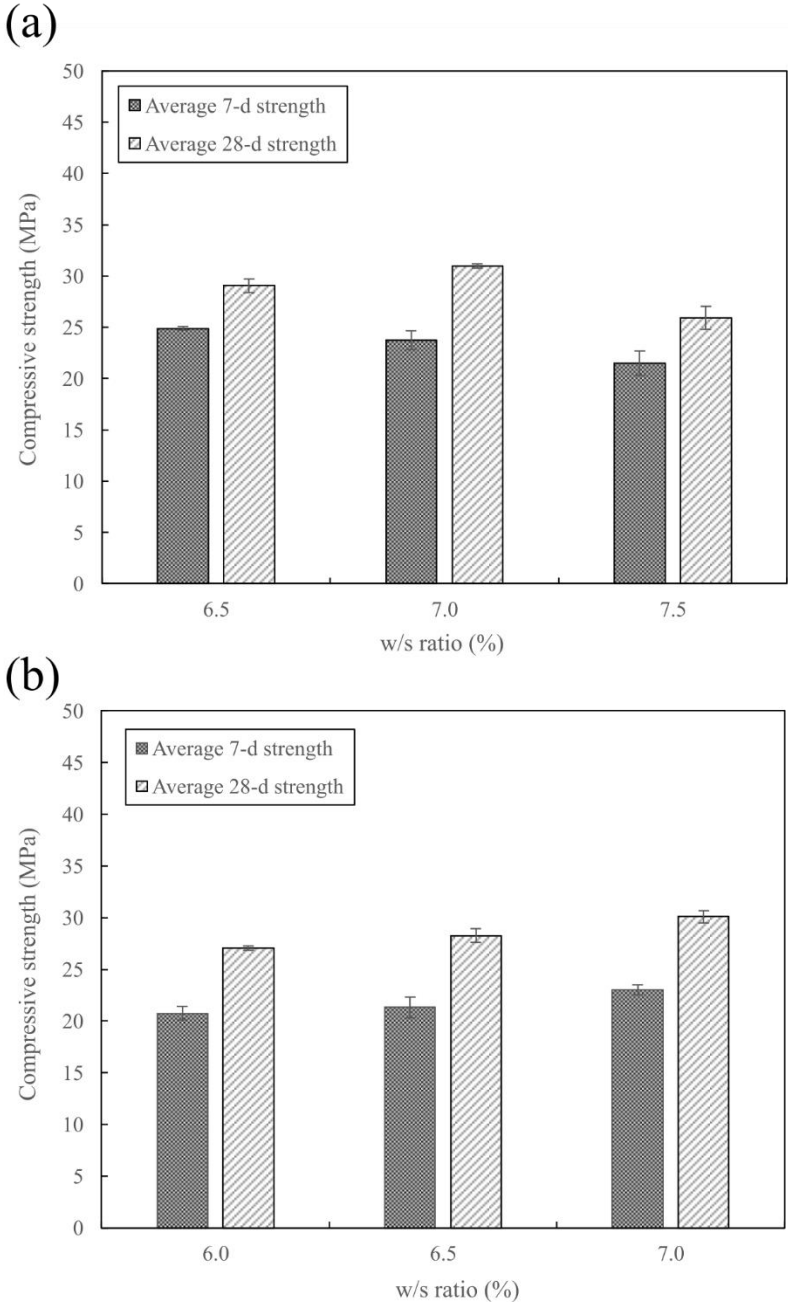 (a)
50
45
40
35
30
25
20
15
10
5
0
Compressive strength (MPa)
Average 7-d strength
Average 28-d strength
6.5 7.0 7.5
w/s ratio (%)
(b)
50
45
40
35
30
25
20
15
10
5
0
Compressive strength (MPa)
Average 7-d strength
Average 28-d strength
6.0 6.5 7.0
w/s ratio (%)